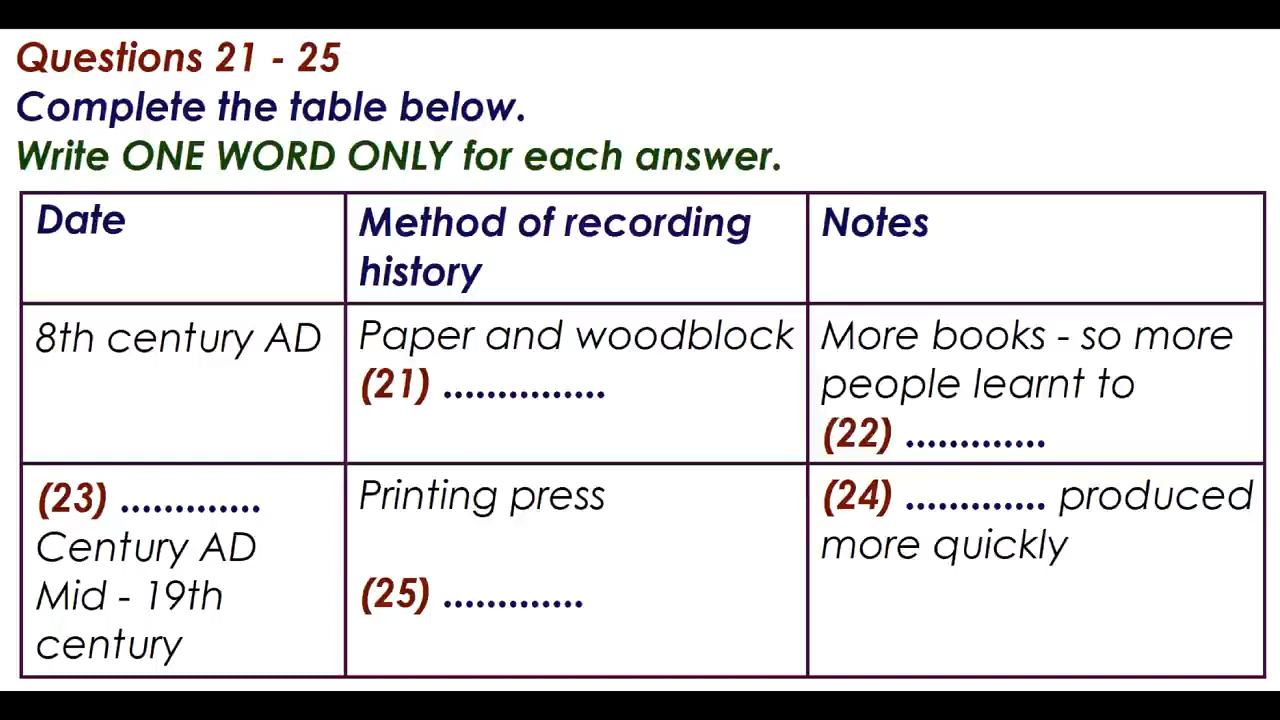 Questions 21 - 25
Complete the table below.
Write ONE WORD ONLY for each answer.
Date
Method of recording
history
Notes
8th century AD
Paper and woodblock
(21) ...............
More books - so more
people learnt to
(22) .............
(23) .............
Century AD
Mid - 19th
century
Printing press
(25) .............
(24) ............. produced
more quickly